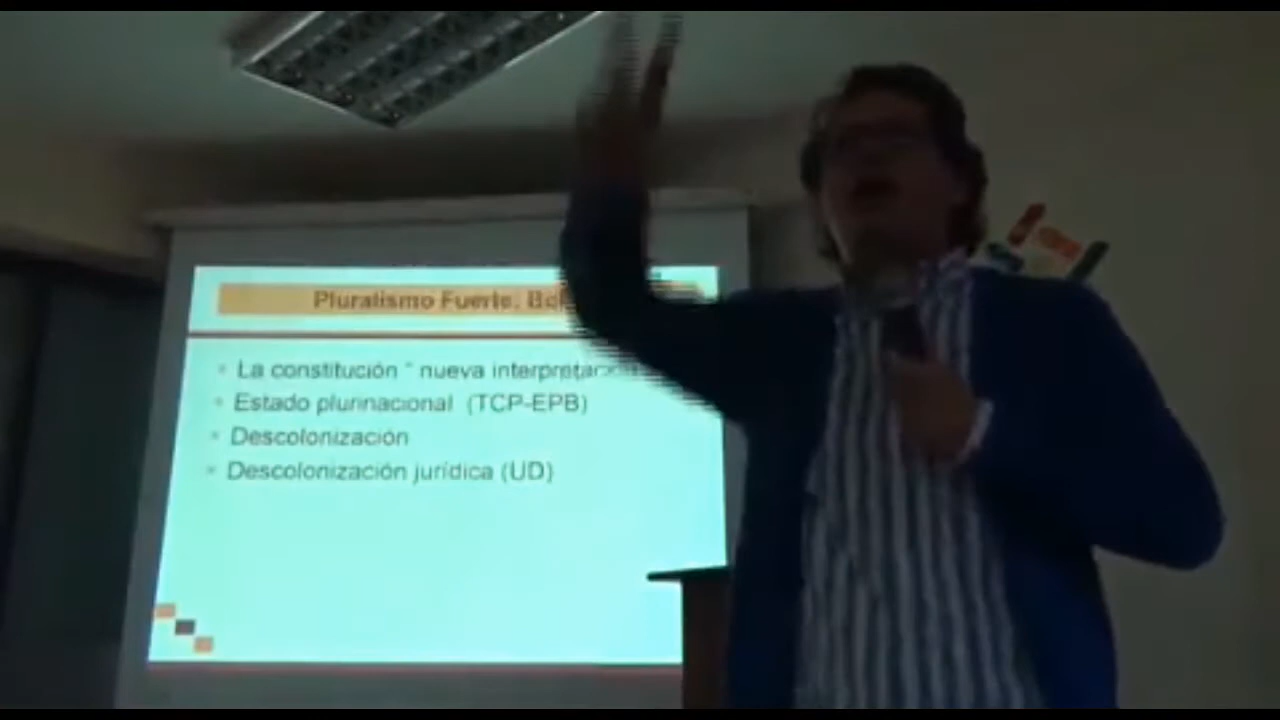 Pluralismo Fuerte.
La constitución " nueva
Estado plurinacional (TCP-EPB)
Descolonización
Descolonización jurídica (UD)